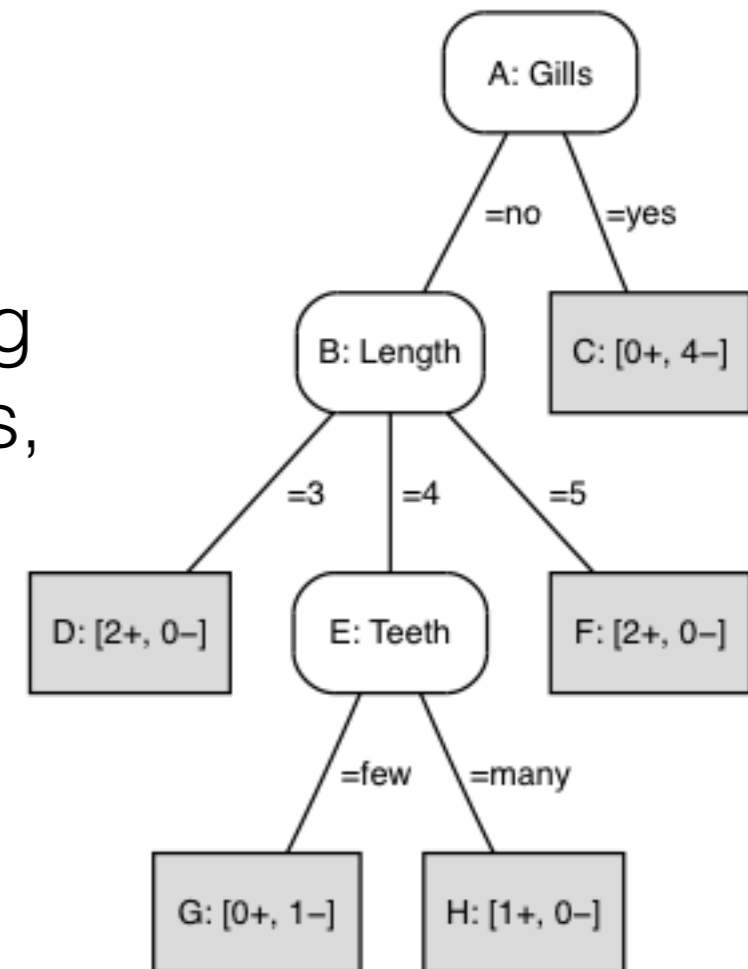 A: Gills
=no
=yes
g
s,
B: Length
C: [0+, 4−]
=3
=4
=5
D: [2+, 0−]
E: Teeth
F: [2+, 0−]
=few
=many
G: [0+, 1−]
H: [1+, 0−]